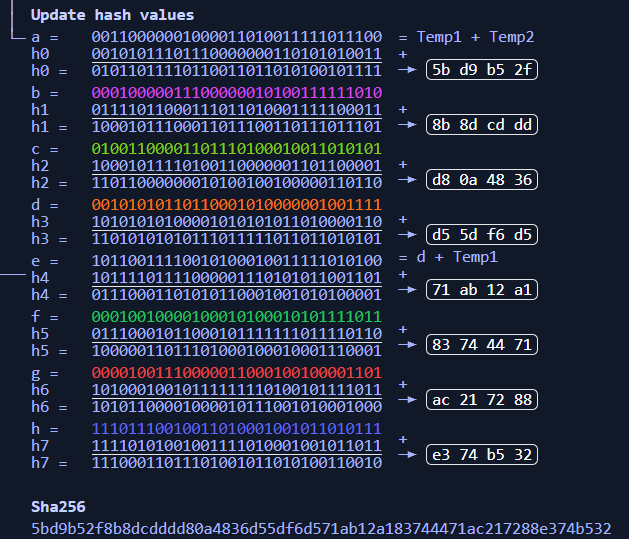 Update hash values
a = 00110000001000011010011111011100 = Temp1 + Temp2
h0 00101011101110000000110101010011 +
h0 = 01011011110110011011010100101111 → 5b d9 b5 2f
b = 00010000011100000010100111111010
h1 01111011000111011010001111100011 +
h1 = 10001011100011011100110111011101 → 8b 8d cd dd
c = 01001100001101110100010011010101
h2 10001011110100110000001101100001 +
h2 = 11011000000010100100100000110110 → d8 0a 48 36
d = 00101010110110001010000001001111
h3 10101010100001010101011010000110 +
h3 = 11010101010111011111011011010101 → d5 5d f6 d5
e = 10110011110010100010011111010100 = d + Temp1
h4 10111101111000001110101011001101 +
h4 = 01110001101010110001001010100001 → 71 ab 12 a1
f = 00010010000100010100010101111011
h5 01110001011000101111111011110110 +
h5 = 10000011011101000100010001110001 → 83 74 44 71
g = 00001001110000011000100100001101
h6 10100010010111111110100101111011 +
h6 = 10101100001000010111001010001000 → ac 21 72 88
h = 11101110010011010001001011010111
h7 11110101001001111010001001011011 +
h7 = 11100011011101001011010100110010 → e3 74 b5 32
Sha256
5bd9b52f8b8dcdddd80a4836d55df6d571ab12a183744471ac217288e374b532